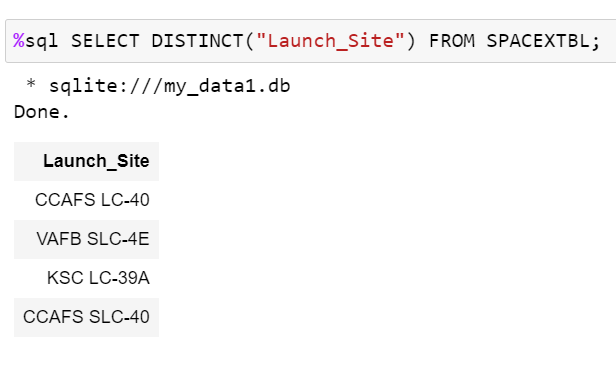 %sql SELECT DISTINCT("Launch_Site") FROM SPACEXTBL;
* sqlite:///my_data1.db
Done.
Launch_Site
CCAFS LC-40
VAFB SLC-4E
KSC LC-39A
CCAFS SLC-40